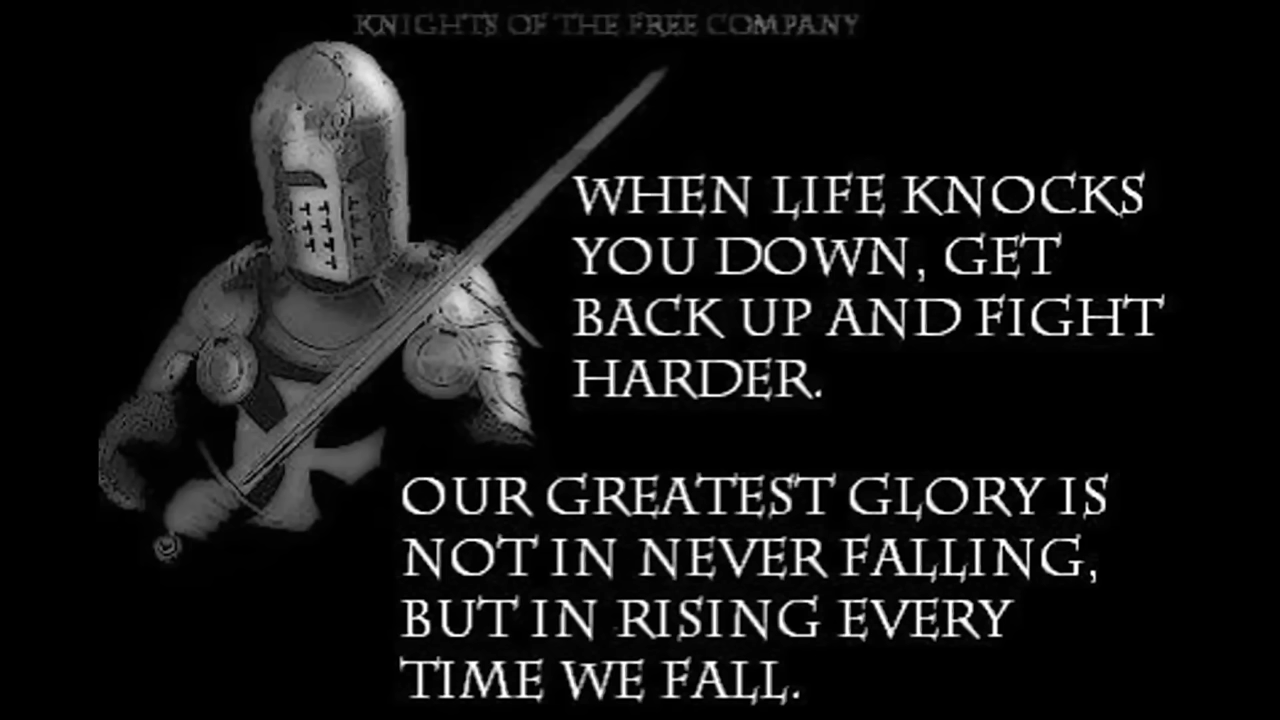 KNIGHTS OF THE FREE COMPANY
WHEN LIFE KNOCKS
YOU DOWN, GET
BACK UP AND FIGHT
HARDER.
OUR GREATEST GLORY IS
NOT IN NEVER FALLING,
BUT IN RISING EVERY
TIME WE FALL.